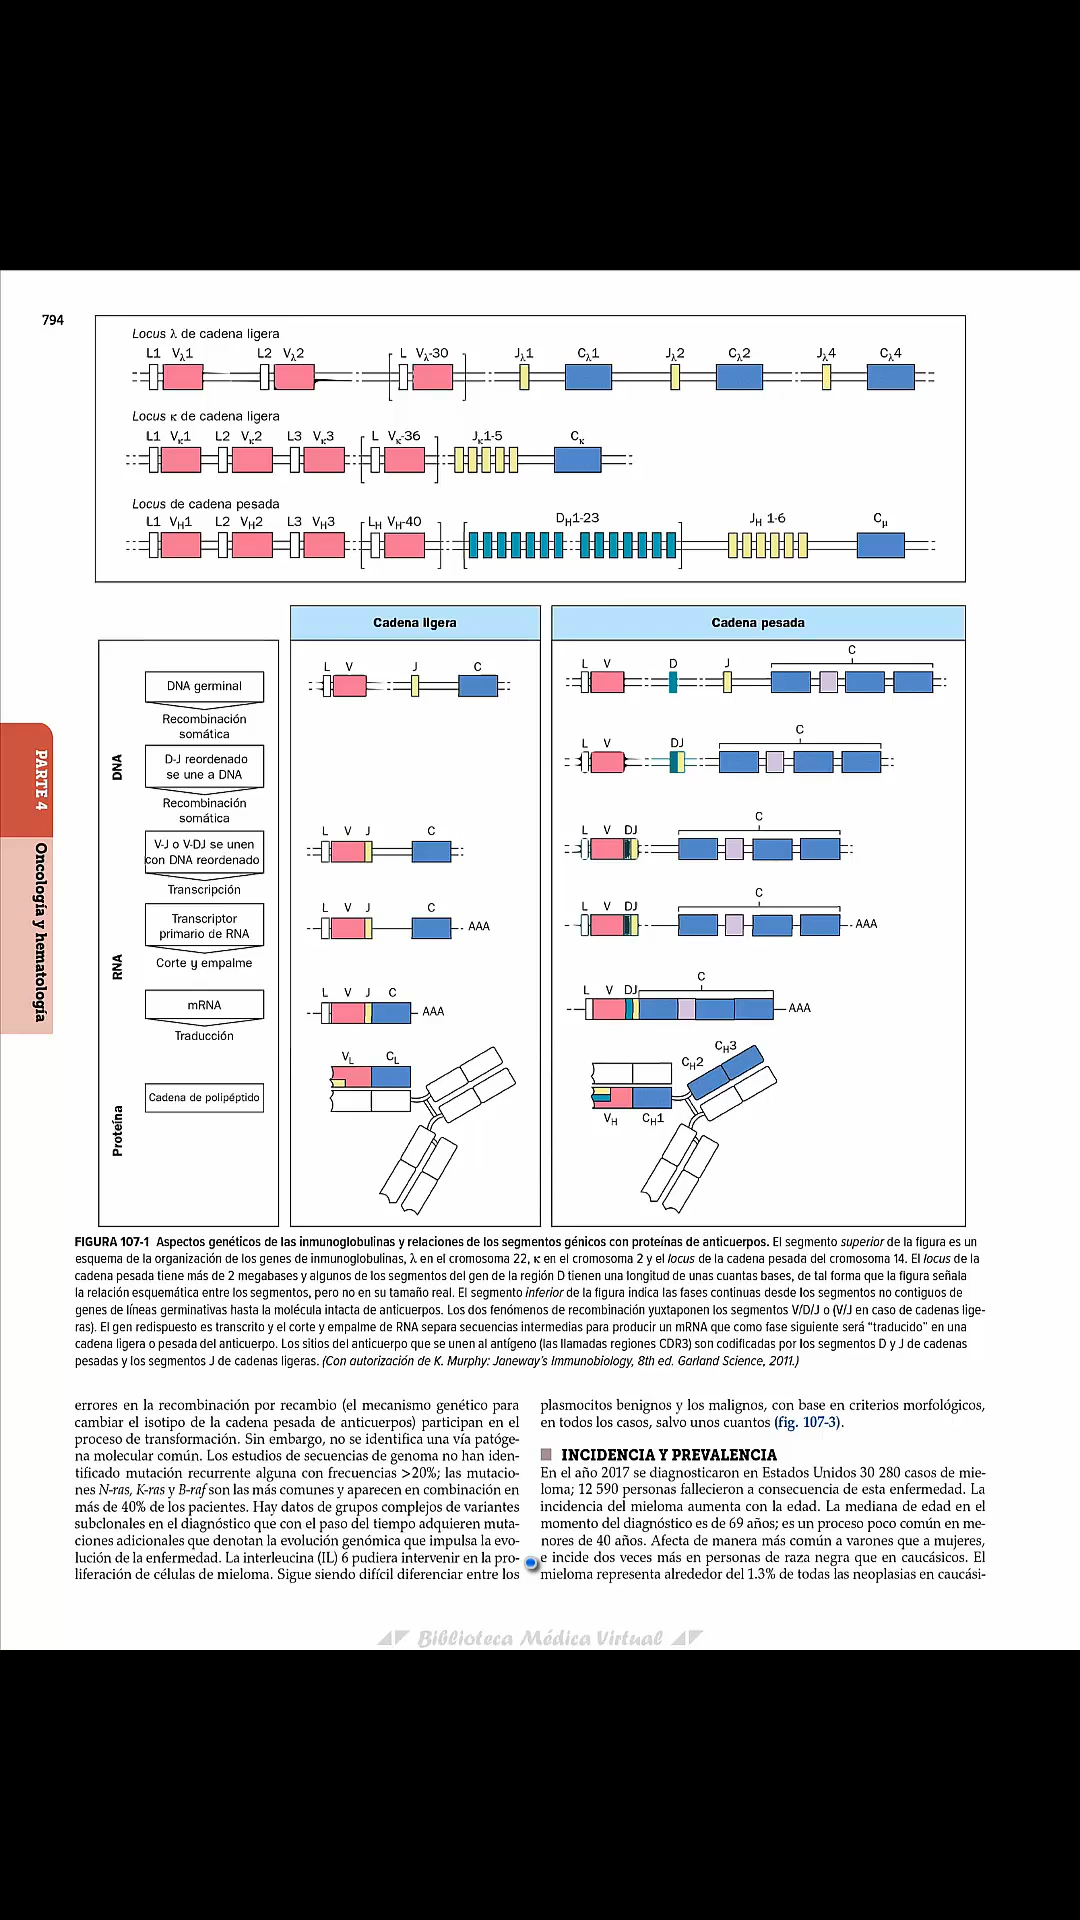 794
Locus λ de cadena ligera
L1 Vλ1 L2 Vλ2 L Vλ-30 Jλ1 Cλ1 Jλ2 Cλ2 Jλ4 Cλ4
Locus κ de cadena ligera
L1 Vκ1 L2 Vκ2 L3 Vκ3 L Vκ-36 Jκ1-5 Cκ
Locus de cadena pesada
L1 VH1 L2 VH2 L3 VH3 LH VH-40 DH1-23 JH 1-6 Cμ
Cadena ligera
Cadena pesada
DNA
DNA germinal
Recombinación
somática
D-J reordenado
se une a DNA
Recombinación
somática
V-J o V-DJ se unen
con DNA reordenado
Transcripción
RNA
Transcriptor
primario de RNA
Corte y empalme
mRNA
Traducción
Proteína
Cadena de polipéptido
L V J C
L V J C
L V J C AAA
L V J C AAA
VL CL
L V D J C
L V DJ C
L V DJ C
L V DJ C AAA
L V DJ C AAA
CH2 CH3
VH CH1
PARTE 4
Oncología y hematología
FIGURA 107-1 Aspectos genéticos de las inmunoglobulinas y relaciones de los segmentos génicos con proteínas de anticuerpos. El segmento superior de la figura es un
esquema de la organización de los genes de inmunoglobulinas, λ en el cromosoma 22, κ en el cromosoma 2 y el locus de la cadena pesada del cromosoma 14. El locus de la
cadena pesada tiene más de 2 megabases y algunos de los segmentos del gen de la región D tienen una longitud de unas cuantas bases, de tal forma que la figura señala
la relación esquemática entre los segmentos, pero no en su tamaño real. El segmento inferior de la figura indica las fases continuas desde los segmentos no contiguos de
genes de líneas germinativas hasta la molécula intacta de anticuerpos. Los dos fenómenos de recombinación yuxtaponen los segmentos V/D/J o (V/J en caso de cadenas lige-
ras). El gen redispuesto es transcrito y el corte y empalme de RNA separa secuencias intermedias para producir un mRNA que como fase siguiente será "traducido" en una
cadena ligera o pesada del anticuerpo. Los sitios del anticuerpo que se unen al antígeno (las llamadas regiones CDR3) son codificadas por los segmentos D y J de cadenas
pesadas y los segmentos J de cadenas ligeras. (Con autorización de K. Murphy: Janeway's Immunobiology, 8th ed. Garland Science, 2011.)
errores en la recombinación por recambio (el mecanismo genético para
cambiar el isotipo de la cadena pesada de anticuerpos) participan en el
proceso de transformación. Sin embargo, no se identifica una vía patóge-
na molecular común. Los estudios de secuencias de genoma no han iden-
tificado mutación recurrente alguna con frecuencias >20%; las mutacio-
nes N-ras, K-ras y B-raf son las más comunes y aparecen en combinación en
más de 40% de los pacientes. Hay datos de grupos complejos de variantes
subclonales en el diagnóstico que con el paso del tiempo adquieren muta-
ciones adicionales que denotan la evolución genómica que impulsa la evo-
lución de la enfermedad. La interleucina (IL) 6 pudiera intervenir en la pro-
liferación de células de mieloma. Sigue siendo difícil diferenciar entre los
plasmocitos benignos y los malignos, con base en criterios morfológicos,
en todos los casos, salvo unos cuantos (fig. 107-3).
INCIDENCIA Y PREVALENCIA
En el año 2017 se diagnosticaron en Estados Unidos 30 280 casos de mie-
loma; 12 590 personas fallecieron a consecuencia de esta enfermedad. La
incidencia del mieloma aumenta con la edad. La mediana de edad en el
momento del diagnóstico es de 69 años; es un proceso poco común en me-
nores de 40 años. Afecta de manera más común a varones que a mujeres,
e incide dos veces más en personas de raza negra que en caucásicos. El
mieloma representa alrededor del 1.3% de todas las neoplasias en caucási-
Biblioteca Médica Virtual